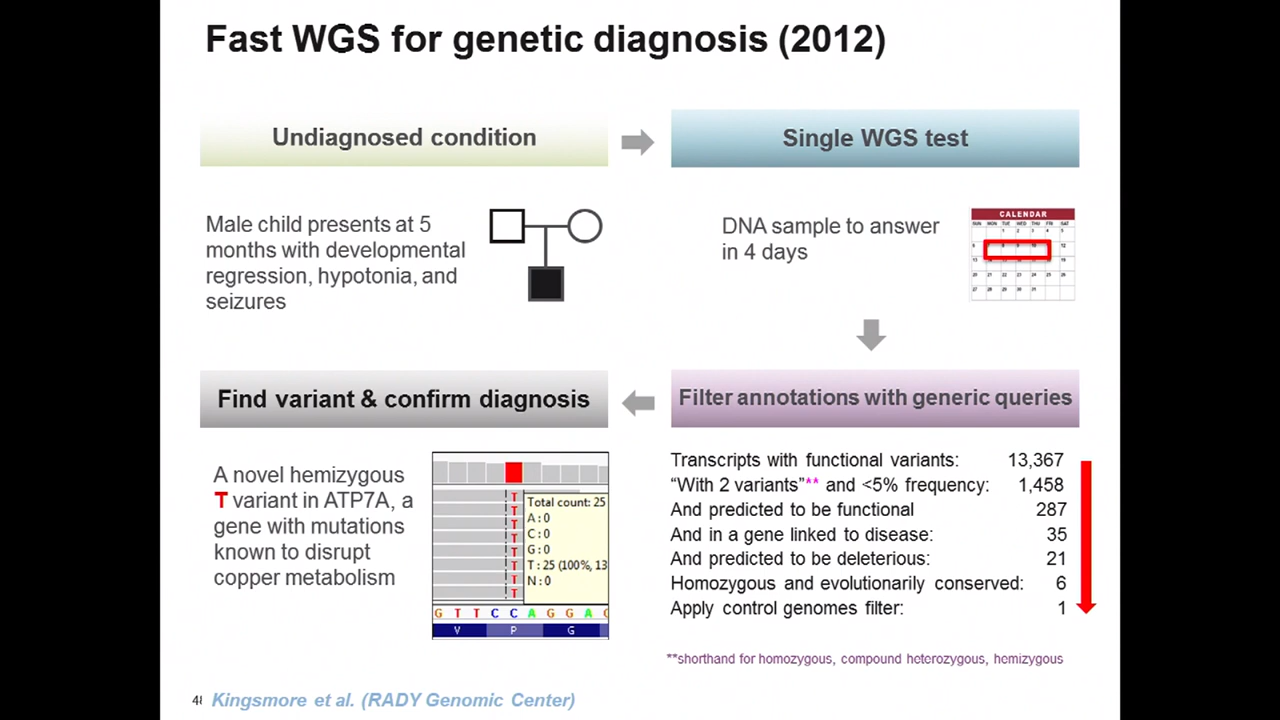 Fast WGS for genetic diagnosis (2012)
Undiagnosed condition
Single WGS test
Male child presents at 5
months with developmental
regression, hypotonia, and
seizures
DNA sample to answer
in 4 days
CALENDAR
Find variant & confirm diagnosis
Filter annotations with generic queries
A novel hemizygous
T variant in ATP7A, a
gene with mutations
known to disrupt
copper metabolism
T
T
T
T
T
T
T
Total count: 25
A : 0
C : 0
G : 0
T : 25 (100%, 13
N : 0
G T T C C A G G A
V P G
Transcripts with functional variants: 13,367
“With 2 variants”** and <5% frequency: 1,458
And predicted to be functional 287
And in a gene linked to disease: 35
And predicted to be deleterious: 21
Homozygous and evolutionarily conserved: 6
Apply control genomes filter: 1
**shorthand for homozygous, compound heterozygous, hemizygous
Kingsmore et al. (RADY Genomic Center)